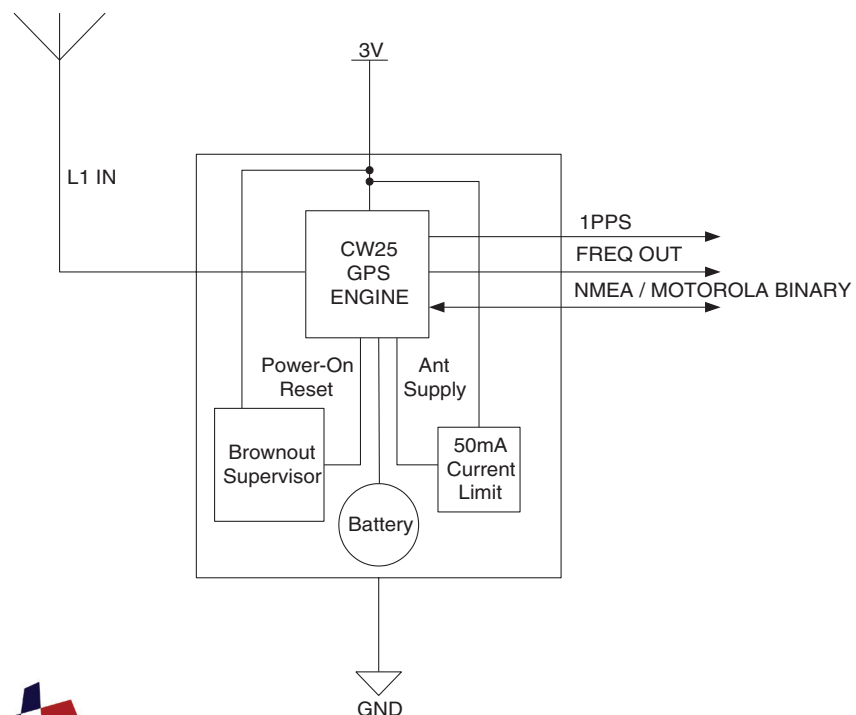 3V
L1 IN
1PPS
CW25
GPS
ENGINE
FREQ OUT
NMEA / MOTOROLA BINARY
Power-On
Reset
Ant
Supply
Brownout
Supervisor
50mA
Current
Limit
Battery
GND